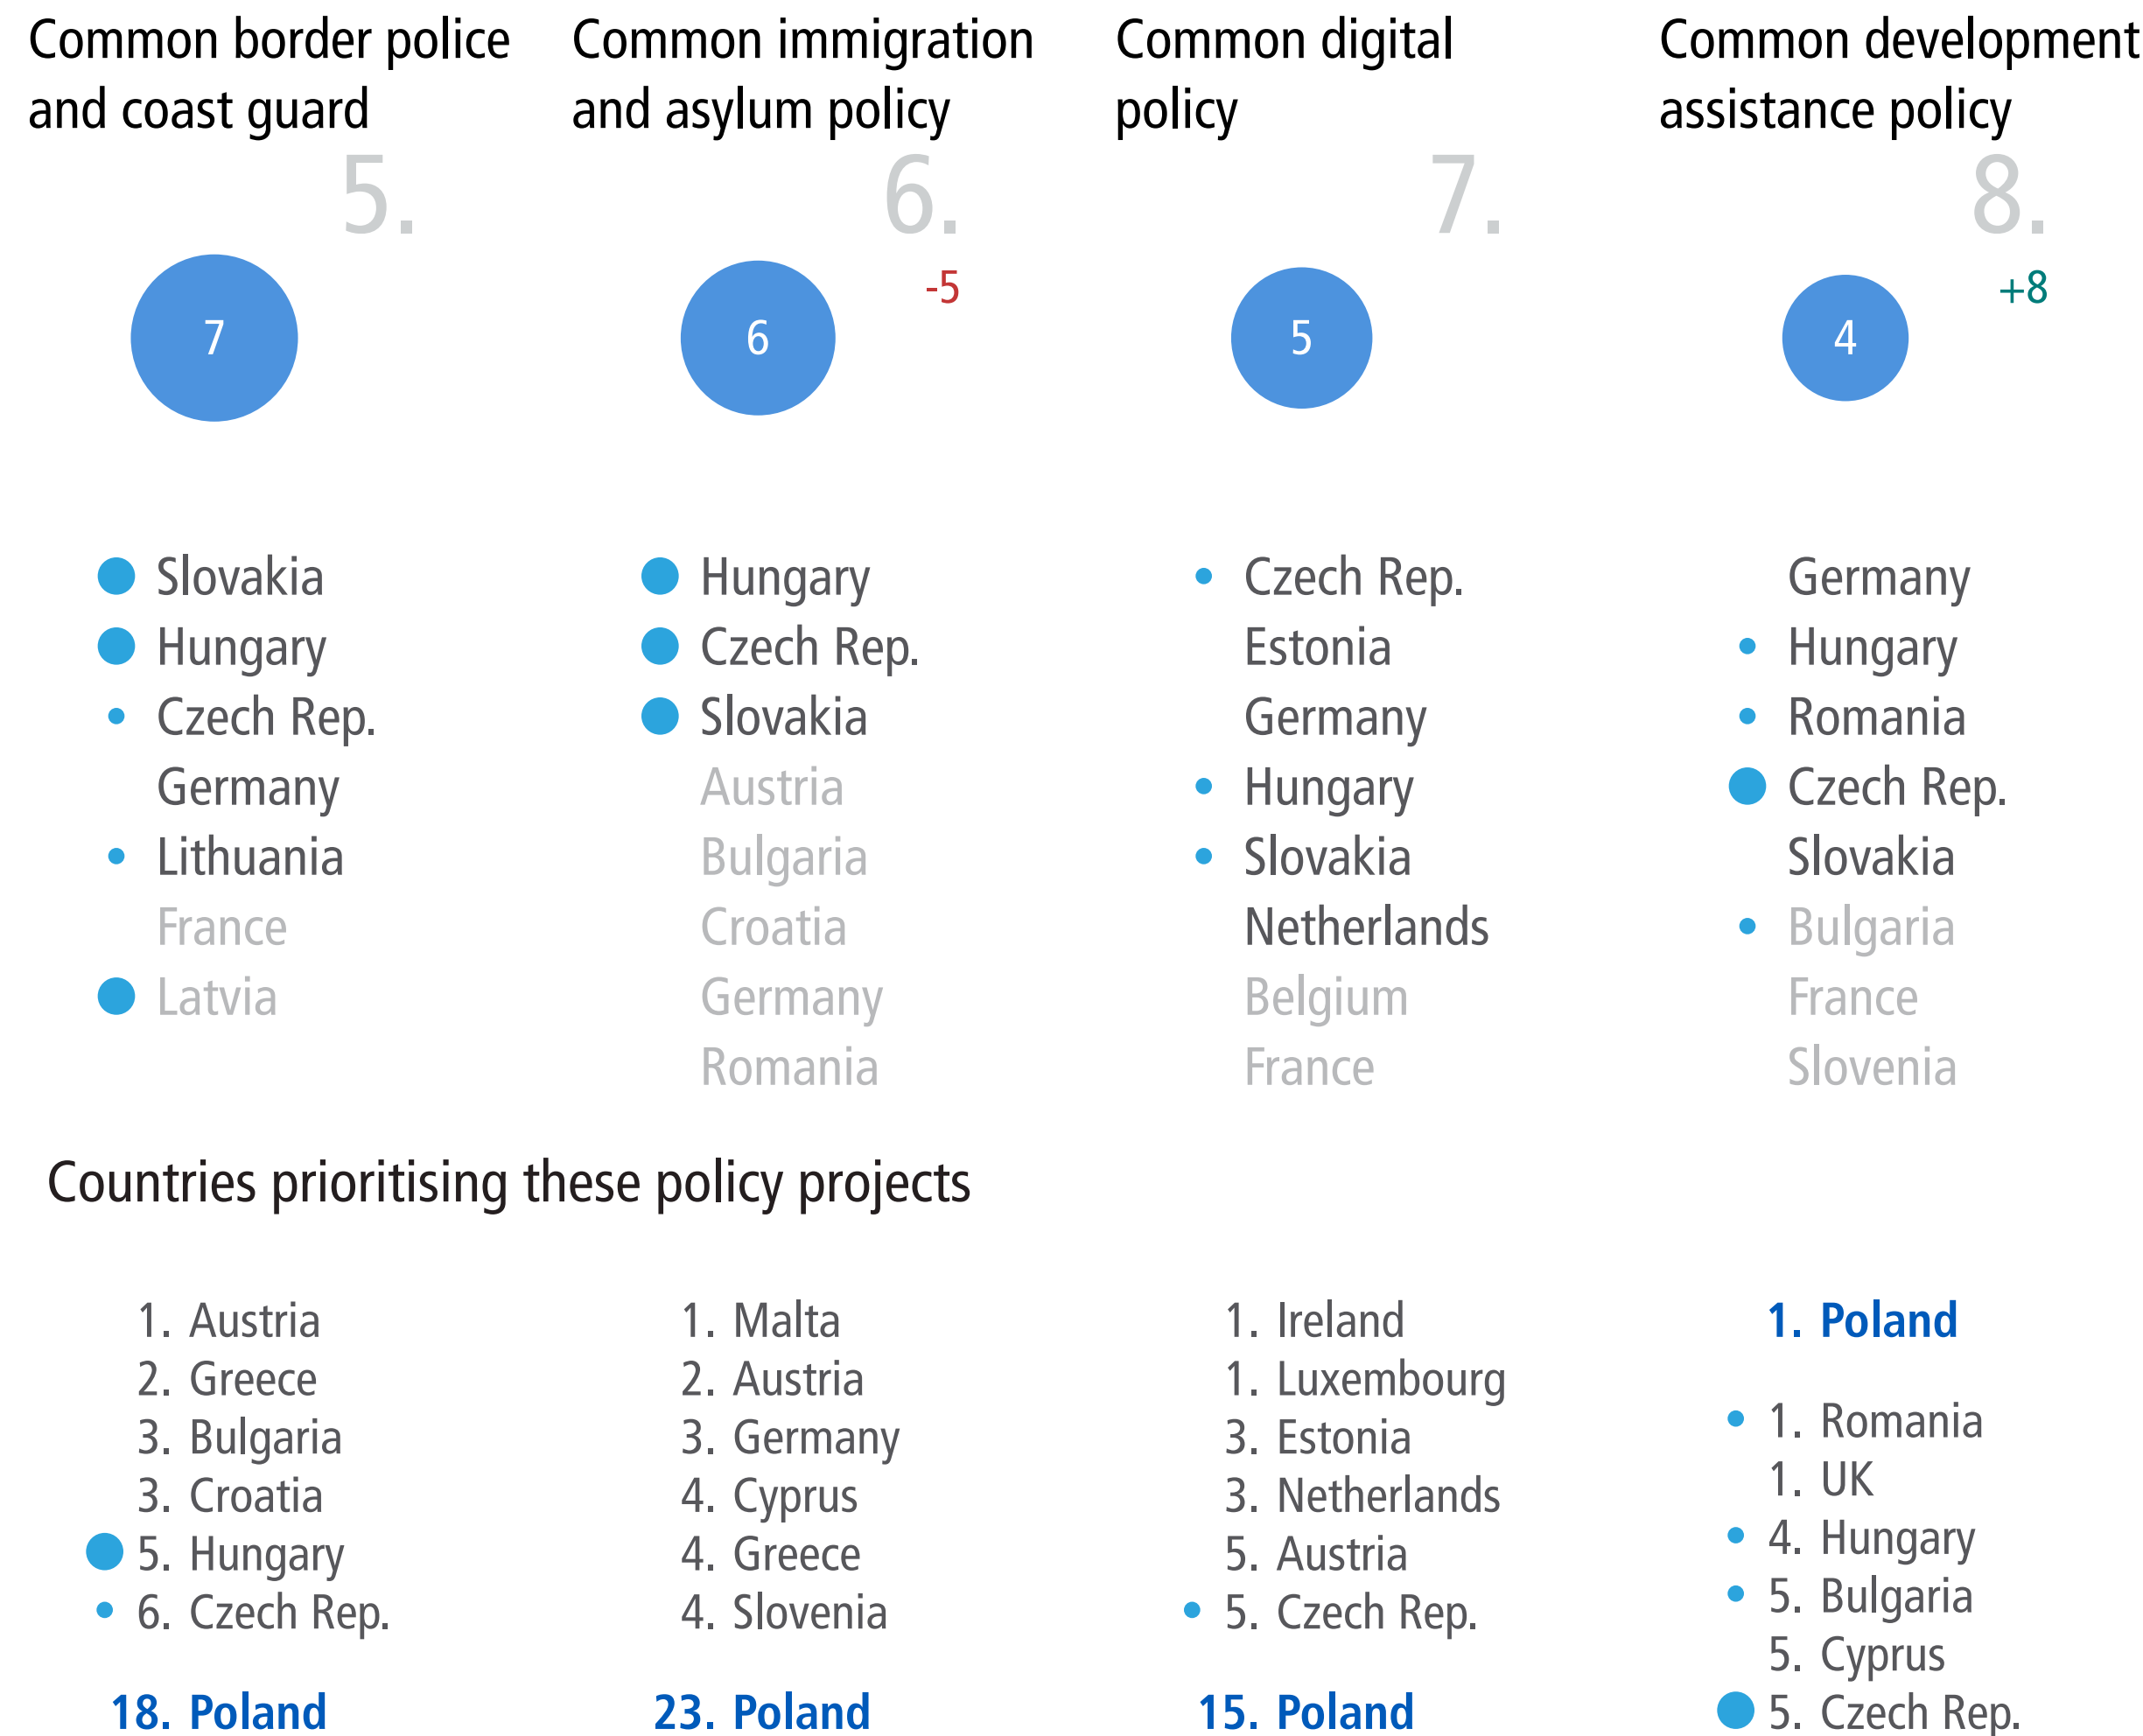 Common border police
and coast guard
5.
7
Slovakia
Hungary
Czech Rep.
Germany
Lithuania
France
Latvia
Common immigration
and asylum policy
6.
-5
6
Hungary
Czech Rep.
Slovakia
Austria
Bulgaria
Croatia
Germany
Romania
Common digital
policy
7.
5
Czech Rep.
Estonia
Germany
Hungary
Slovakia
Netherlands
Belgium
France
Common development
assistance policy
8.
+8
4
Germany
Hungary
Romania
Czech Rep.
Slovakia
Bulgaria
France
Slovenia
Countries prioritising these policy projects
1. Austria
2. Greece
3. Bulgaria
3. Croatia
5. Hungary
6. Czech Rep.
18. Poland
1. Malta
2. Austria
3. Germany
4. Cyprus
4. Greece
4. Slovenia
23. Poland
1. Ireland
1. Luxembourg
3. Estonia
3. Netherlands
5. Austria
5. Czech Rep.
15. Poland
1. Poland
1. Romania
1. UK
4. Hungary
5. Bulgaria
5. Cyprus
5. Czech Rep.